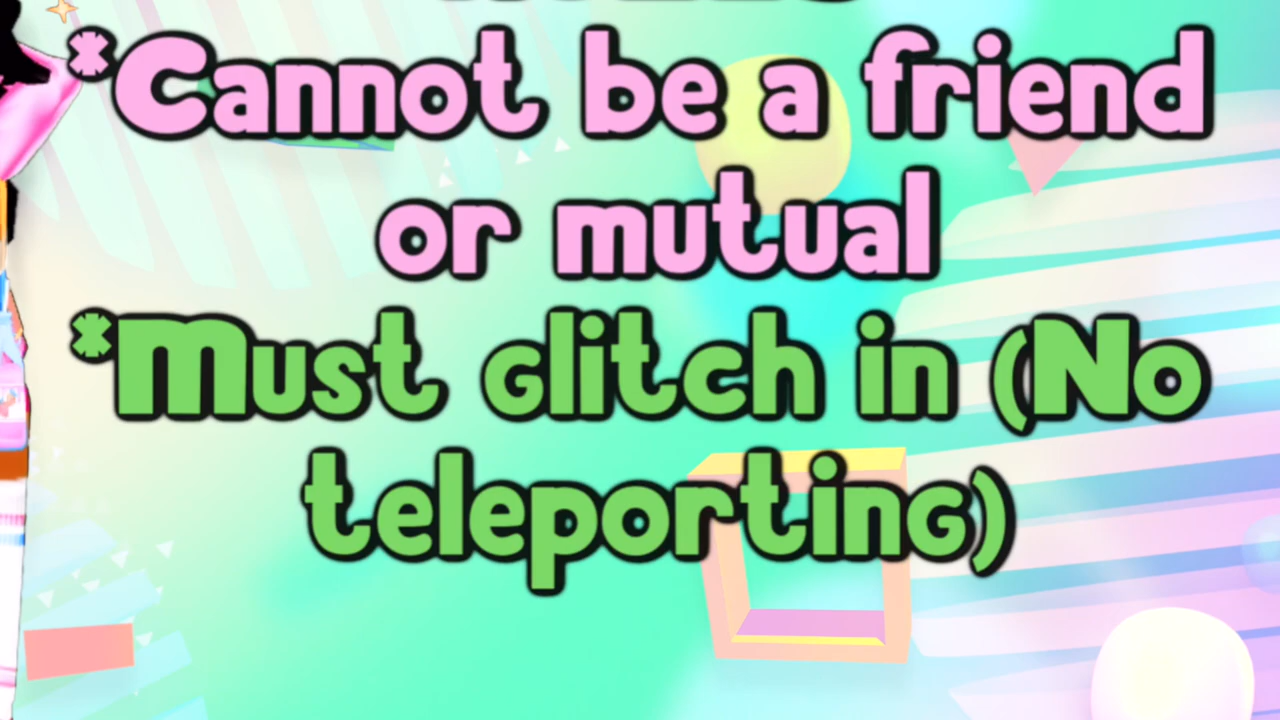 *Cannot be a friend
or mutual
*Must glitch in (No
teleporting)